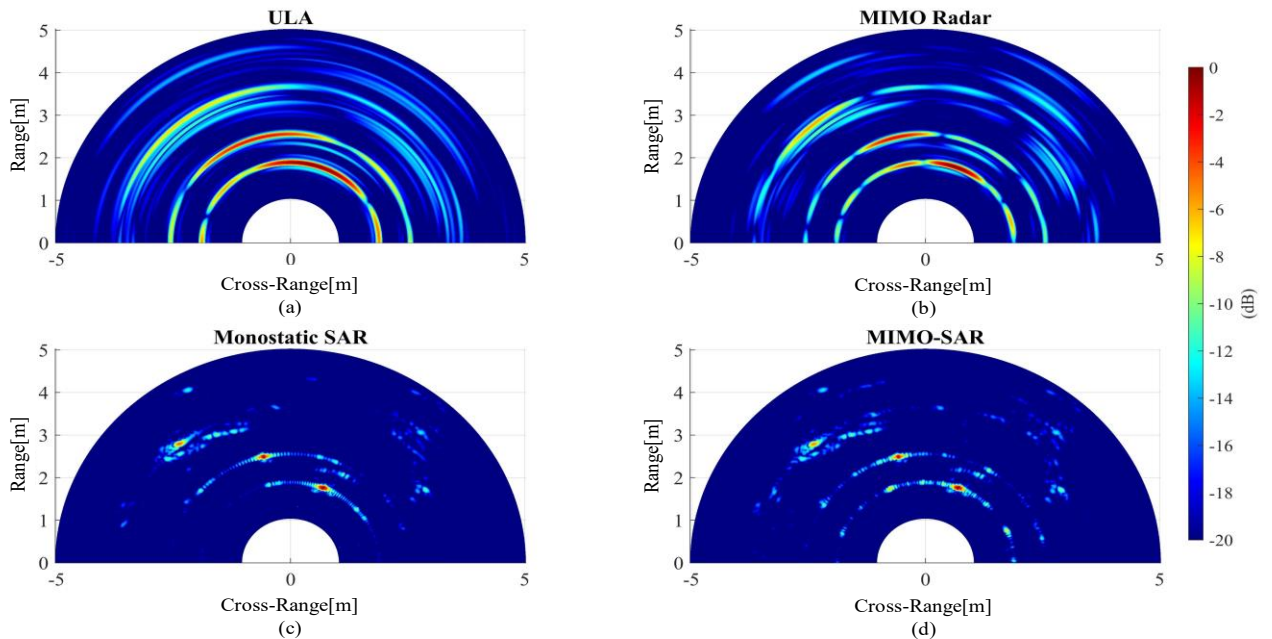 ULA
5
4
3
2
1
0
Range[m]
-5
0
5
Cross-Range[m]
(a)
MIMO Radar
5
4
3
2
1
0
Range[m]
-5
0
5
Cross-Range[m]
(b)
0
-2
-4
-6
-8
-10
-12
-14
-16
-18
-20
(dB)
Monostatic SAR
5
4
3
2
1
0
Range[m]
-5
0
5
Cross-Range[m]
(c)
MIMO-SAR
5
4
3
2
1
0
Range[m]
-5
0
5
Cross-Range[m]
(d)